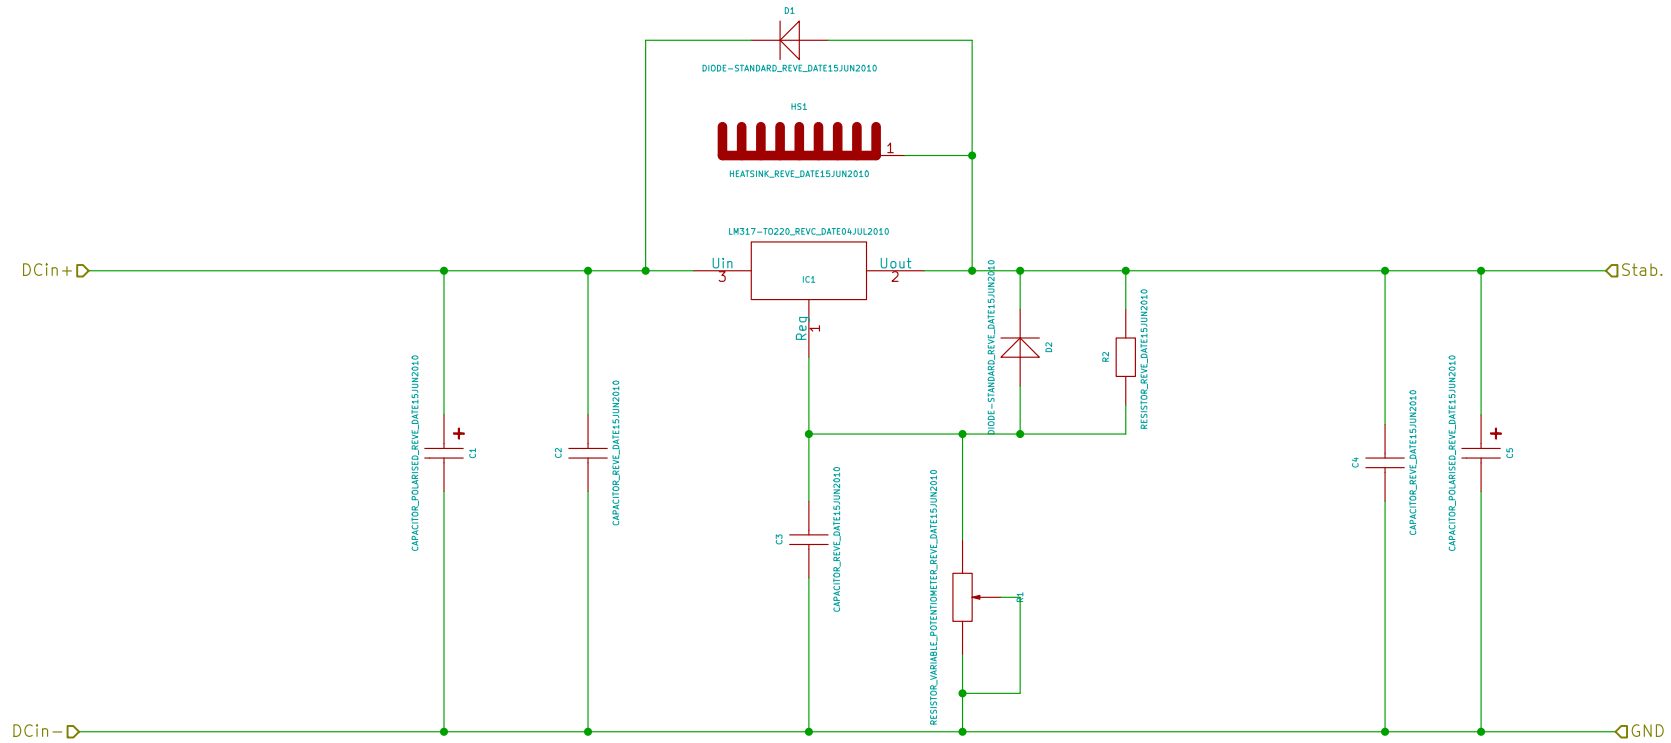 D1
DIODE-STANDARD_REVE_DATE15JUN2010
HS1
1
HEATSINK_REVE_DATE15JUN2010
LM317-TO220_REVC_DATE04JUL2010
DCin+
Uin
3
IC1
Uout
2
Stab.
Reg
1
DIODE-STANDARD_REVE_DATE15JUN2010
D2
R2
RESISTOR_REVE_DATE15JUN2010
CAPACITOR_POLARISED_REVE_DATE15JUN2010
+
C1
C2
CAPACITOR_REVE_DATE15JUN2010
C3
CAPACITOR_REVE_DATE15JUN2010
RESISTOR_VARIABLE_POTENTIOMETER_REVE_DATE15JUN2010
R1
C4
CAPACITOR_REVE_DATE15JUN2010
CAPACITOR_POLARISED_REVE_DATE15JUN2010
+
C5
DCin-
GND